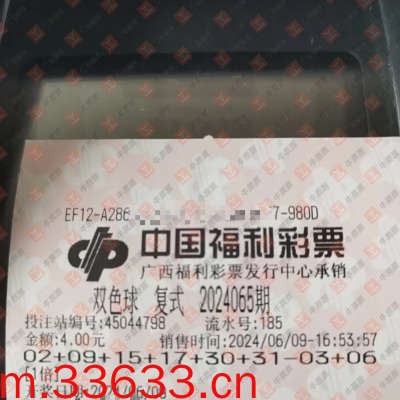 EF12-A286 7-980D
中国福利彩票
广西福利彩票发行中心承销
双色球 复式 2024065期
投注站编号:45044798 流水号:185
金额:4.00元 销售时间:2024/06/09-16:53:57
02+09+15+17+30+31-03+06
m.33633.cn